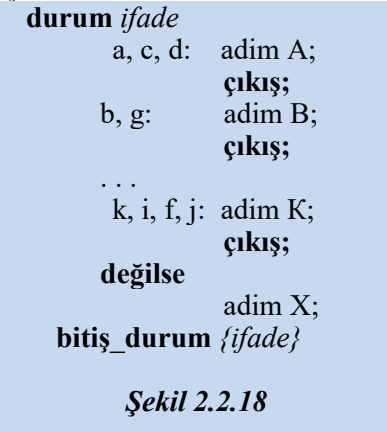 durum ifade
a, c, d: adim A;
çıkış;
b, g: adim B;
çıkış;
. . .
k, i, f, j: adim K;
çıkış;
değilse
adim X;
bitiş_durum {ifade}
Şekil 2.2.18